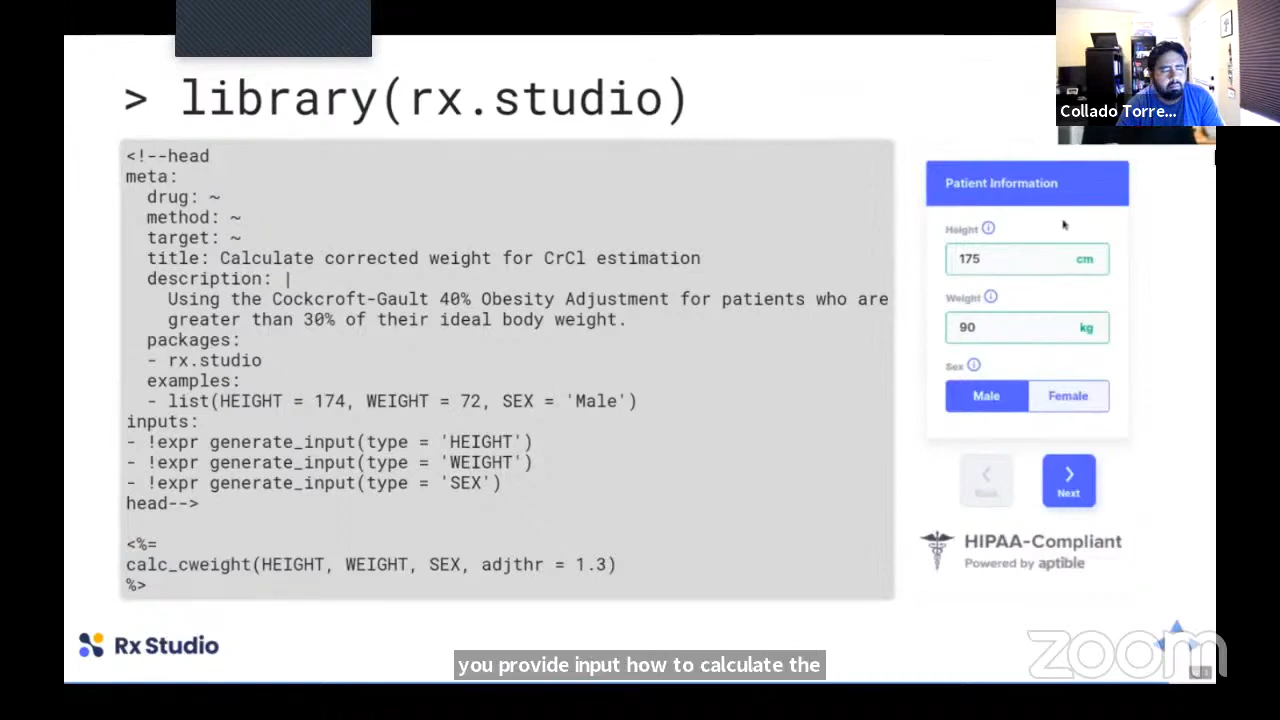 > library(rx.studio)
Collado Torre...
<!--head
meta:
  drug: ~
  method: ~
  target: ~
  title: Calculate corrected weight for CrCl estimation
  description: |
    Using the Cockcroft-Gault 40% Obesity Adjustment for patients who are
    greater than 30% of their ideal body weight.
  packages:
  - rx.studio
  examples:
  - list(HEIGHT = 174, WEIGHT = 72, SEX = 'Male')
inputs:
- !expr generate_input(type = 'HEIGHT')
- !expr generate_input(type = 'WEIGHT')
- !expr generate_input(type = 'SEX')
head-->
<%=
calc_cweight(HEIGHT, WEIGHT, SEX, adjthr = 1.3)
%>
Patient Information
Height
175 cm
Weight
90 kg
Sex
Male Female
Back Next
HIPAA-Compliant
Powered by aptible
Rx Studio
you provide input how to calculate the
zoom